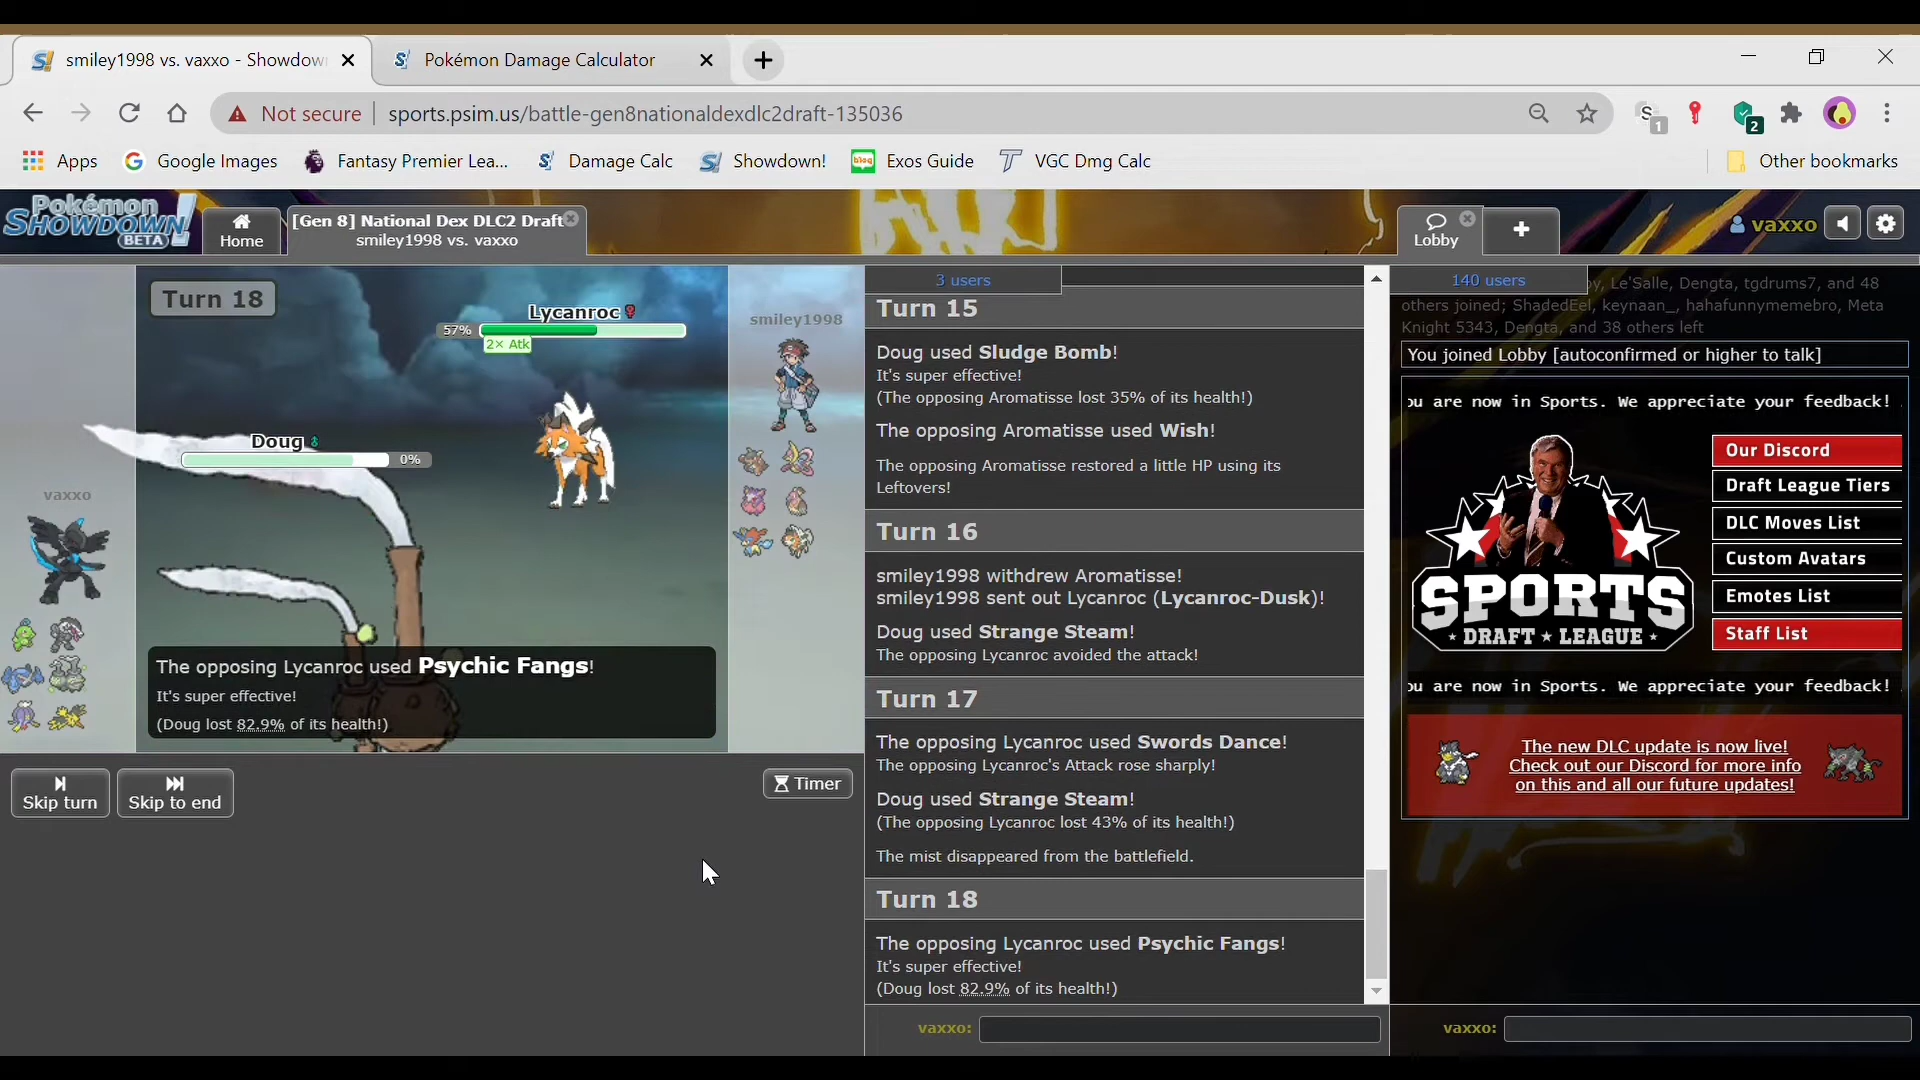 smiley1998 vs. vaxxo - Showdow
Pokémon Damage Calculator
Not secure
sports.psim.us/battle-gen8nationaldexdlc2draft-135036
1
2
Apps
Google Images
Fantasy Premier Lea...
Damage Calc
Showdown!
Exos Guide
VGC Dmg Calc
Other bookmarks
Pokémon
SHOWDOWN!
BETA
Home
[Gen 8] National Dex DLC2 Draft
smiley1998 vs. vaxxo
Lobby
vaxxo
Turn 18
Lycanroc
57%
2× Atk
smiley1998
Doug
0%
vaxxo
The opposing Lycanroc used Psychic Fangs!
It's super effective!
(Doug lost 82.9% of its health!)
Skip turn
Skip to end
Timer
3 users
Turn 15
Doug used Sludge Bomb!
It's super effective!
(The opposing Aromatisse lost 35% of its health!)
The opposing Aromatisse used Wish!
The opposing Aromatisse restored a little HP using its
Leftovers!
Turn 16
smiley1998 withdrew Aromatisse!
smiley1998 sent out Lycanroc (Lycanroc-Dusk)!
Doug used Strange Steam!
The opposing Lycanroc avoided the attack!
Turn 17
The opposing Lycanroc used Swords Dance!
The opposing Lycanroc's Attack rose sharply!
Doug used Strange Steam!
(The opposing Lycanroc lost 43% of its health!)
The mist disappeared from the battlefield.
Turn 18
The opposing Lycanroc used Psychic Fangs!
It's super effective!
(Doug lost 82.9% of its health!)
vaxxo:
140 users
oy, Le'Salle, Dengta, tgdrums7, and 48
others joined; ShadedEel, keynaan_, hahafunnymemebro, Meta
Knight 5343, Dengta, and 38 others left
You joined Lobby [autoconfirmed or higher to talk]
ou are now in Sports. We appreciate your feedback!
Our Discord
Draft League Tiers
DLC Moves List
Custom Avatars
Emotes List
Staff List
SPORTS
DRAFT ★ LEAGUE
ou are now in Sports. We appreciate your feedback!
The new DLC update is now live!
Check out our Discord for more info
on this and all our future updates!
vaxxo: